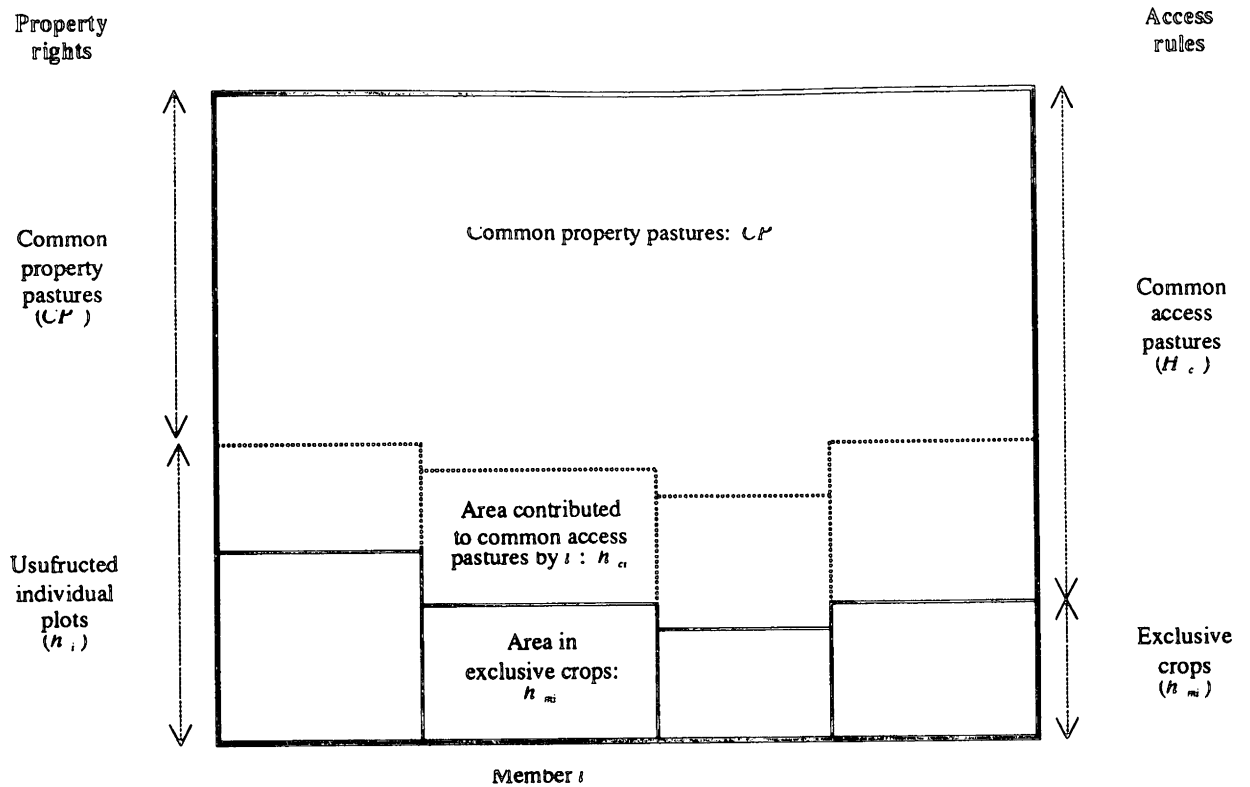 Property
rights
Access
rules
Common property pastures: CP
Common
property
pastures
(CP)
Common
access
pastures
(H c)
Area contributed
to common access
pastures by i : h ci
Usufructed
individual
plots
(h i)
Area in
exclusive crops:
h mi
Exclusive
crops
(h mi)
Member i